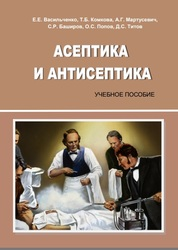 Е.Е. Васильченко, Т.Б. Комкова, А.Г. Мартусевич,
С.Р. Баширов, О.С. Попов, Д.С. Титов
АСЕПТИКА
И АНТИСЕПТИКА
УЧЕБНОЕ ПОСОБИЕ